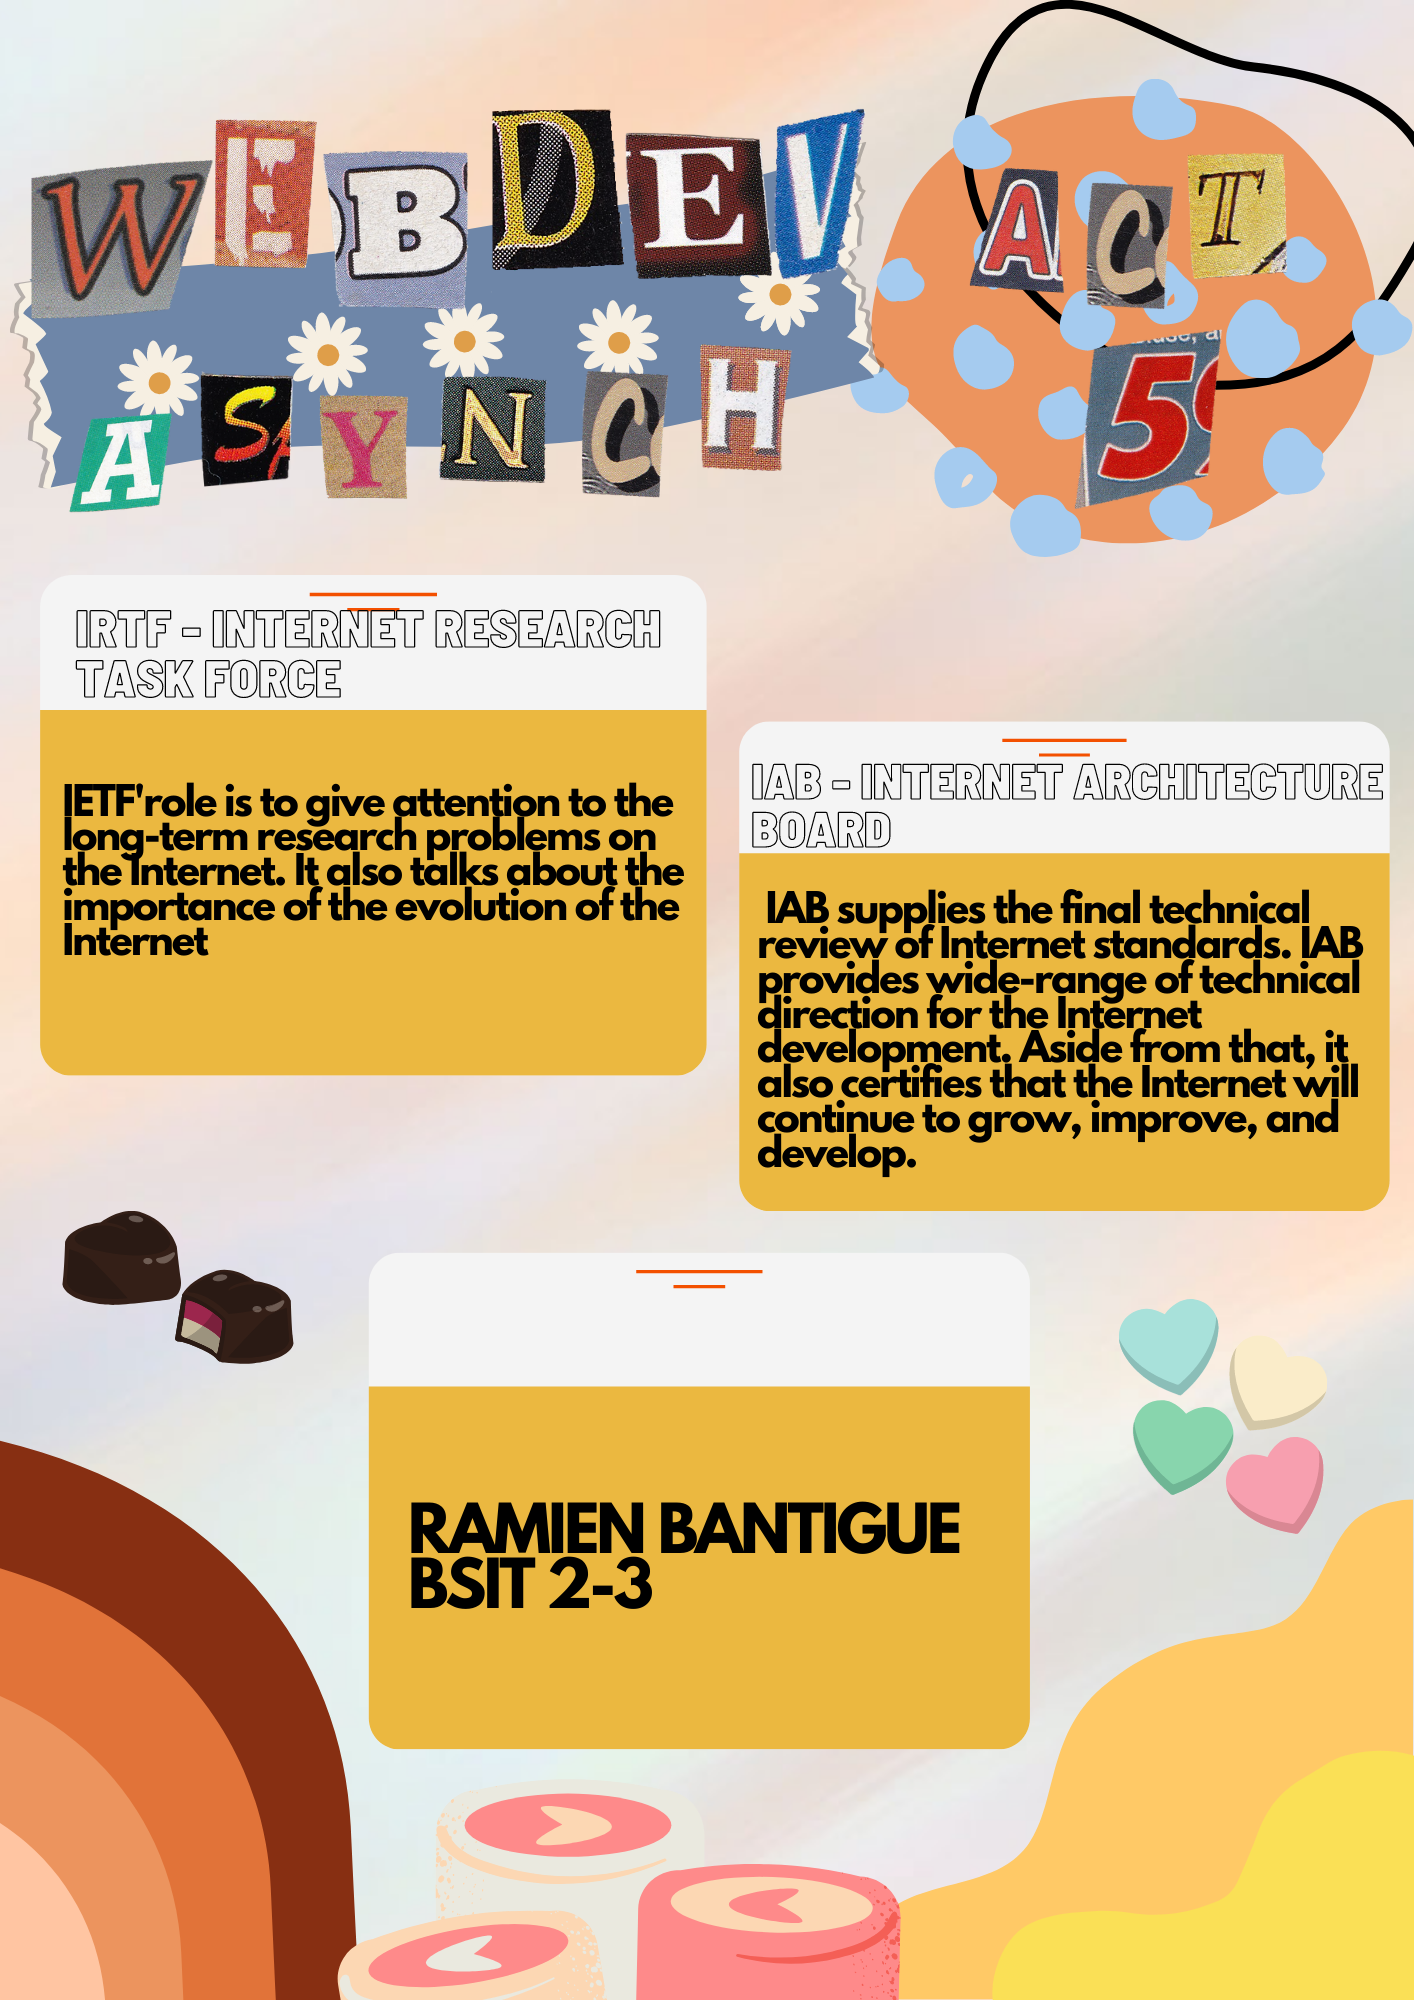 WEB DEV
ACT
5
ASYNCH
IRTF - INTERNET RESEARCH
TASK FORCE
IETF'role is to give attention to the
long-term research problems on
the Internet. It also talks about the
importance of the evolution of the
Internet
IAB - INTERNET ARCHITECTURE
BOARD
IAB supplies the final technical
review of Internet standards. IAB
provides wide-range of technical
direction for the Internet
development. Aside from that, it
also certifies that the Internet will
continue to grow, improve, and
develop.
RAMIEN BANTIGUE
BSIT 2-3